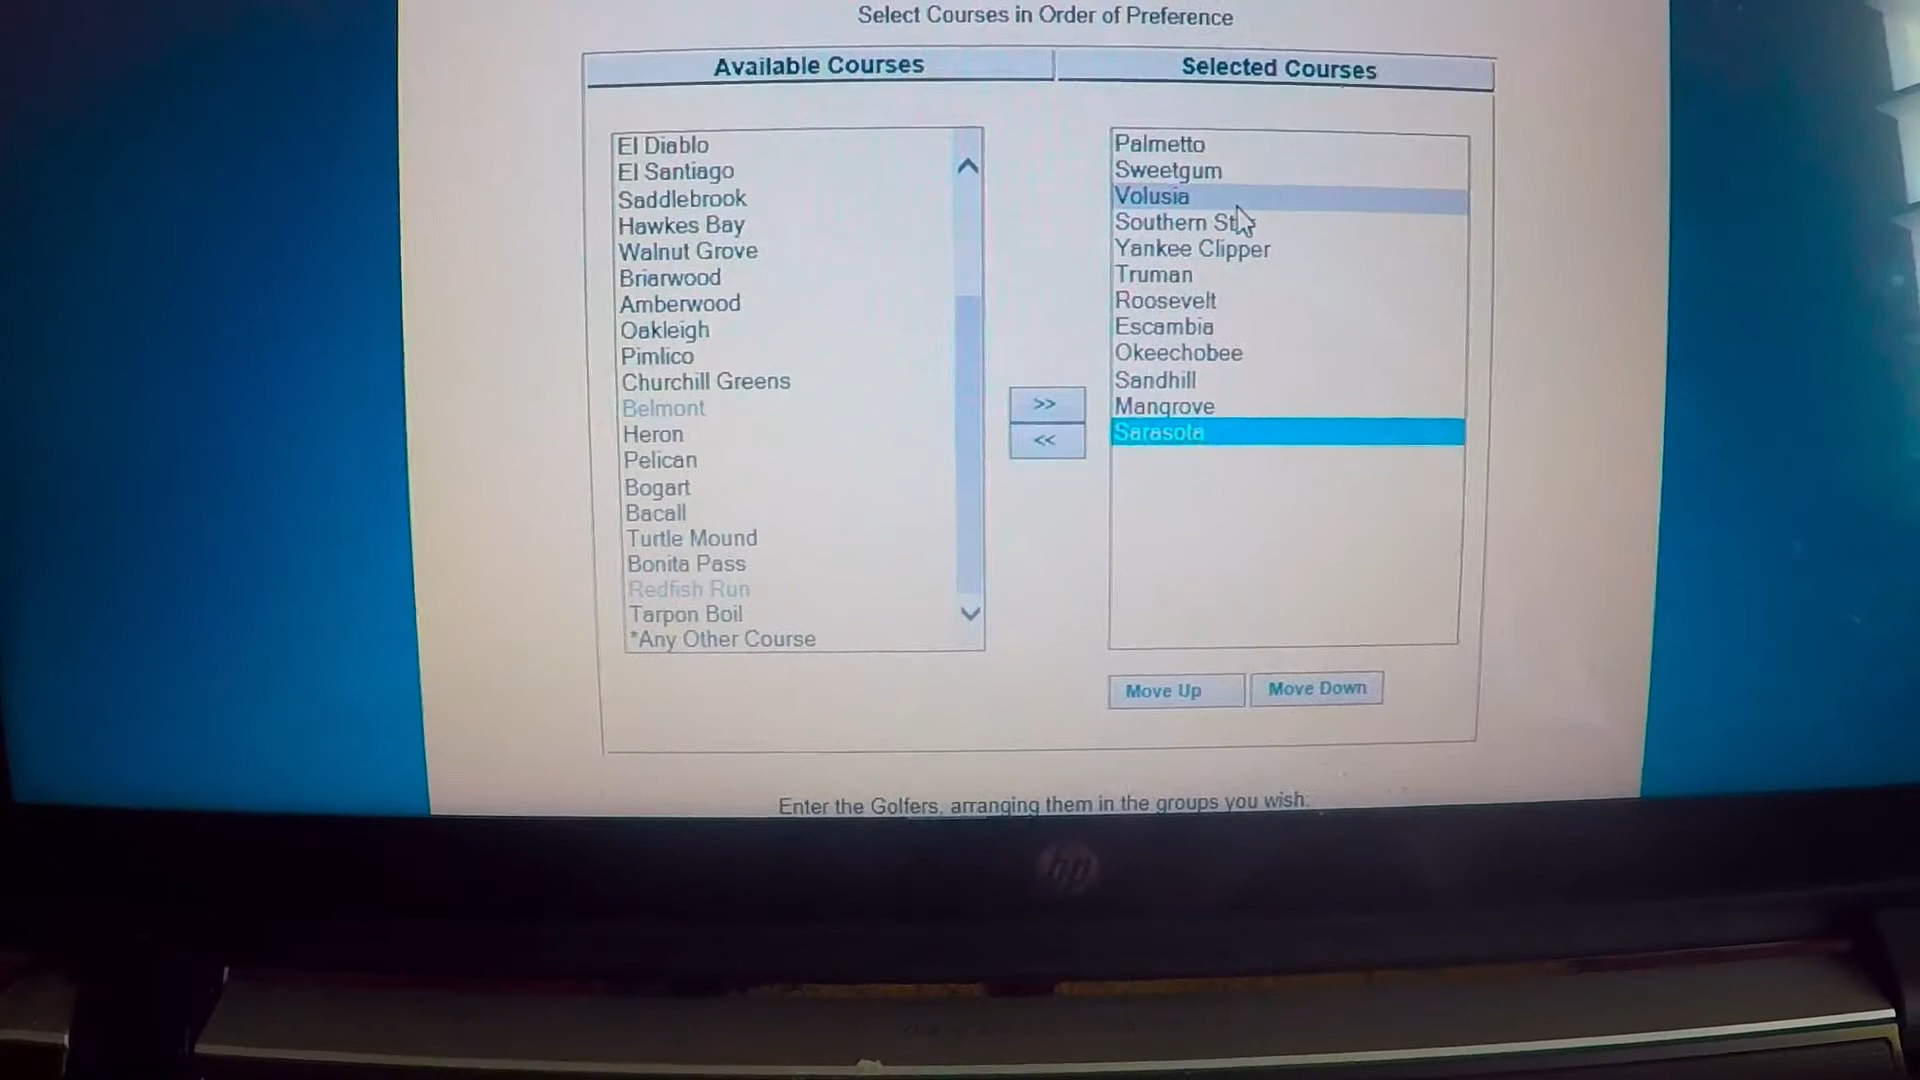 Select Courses in Order of Preference
Available Courses
Selected Courses
El Diablo
El Santiago
Saddlebrook
Hawkes Bay
Walnut Grove
Briarwood
Amberwood
Oakleigh
Pimlico
Churchill Greens
Belmont
Heron
Pelican
Bogart
Bacall
Turtle Mound
Bonita Pass
Redfish Run
Tarpon Boil
*Any Other Course
>>
<<
Palmetto
Sweetgum
Volusia
Southern
Yankee Clipper
Truman
Roosevelt
Escambia
Okeechobee
Sandhill
Mangrove
Sarasota
Move Up
Move Down
Enter the Golfers, arranging them in the groups you wish:
hp